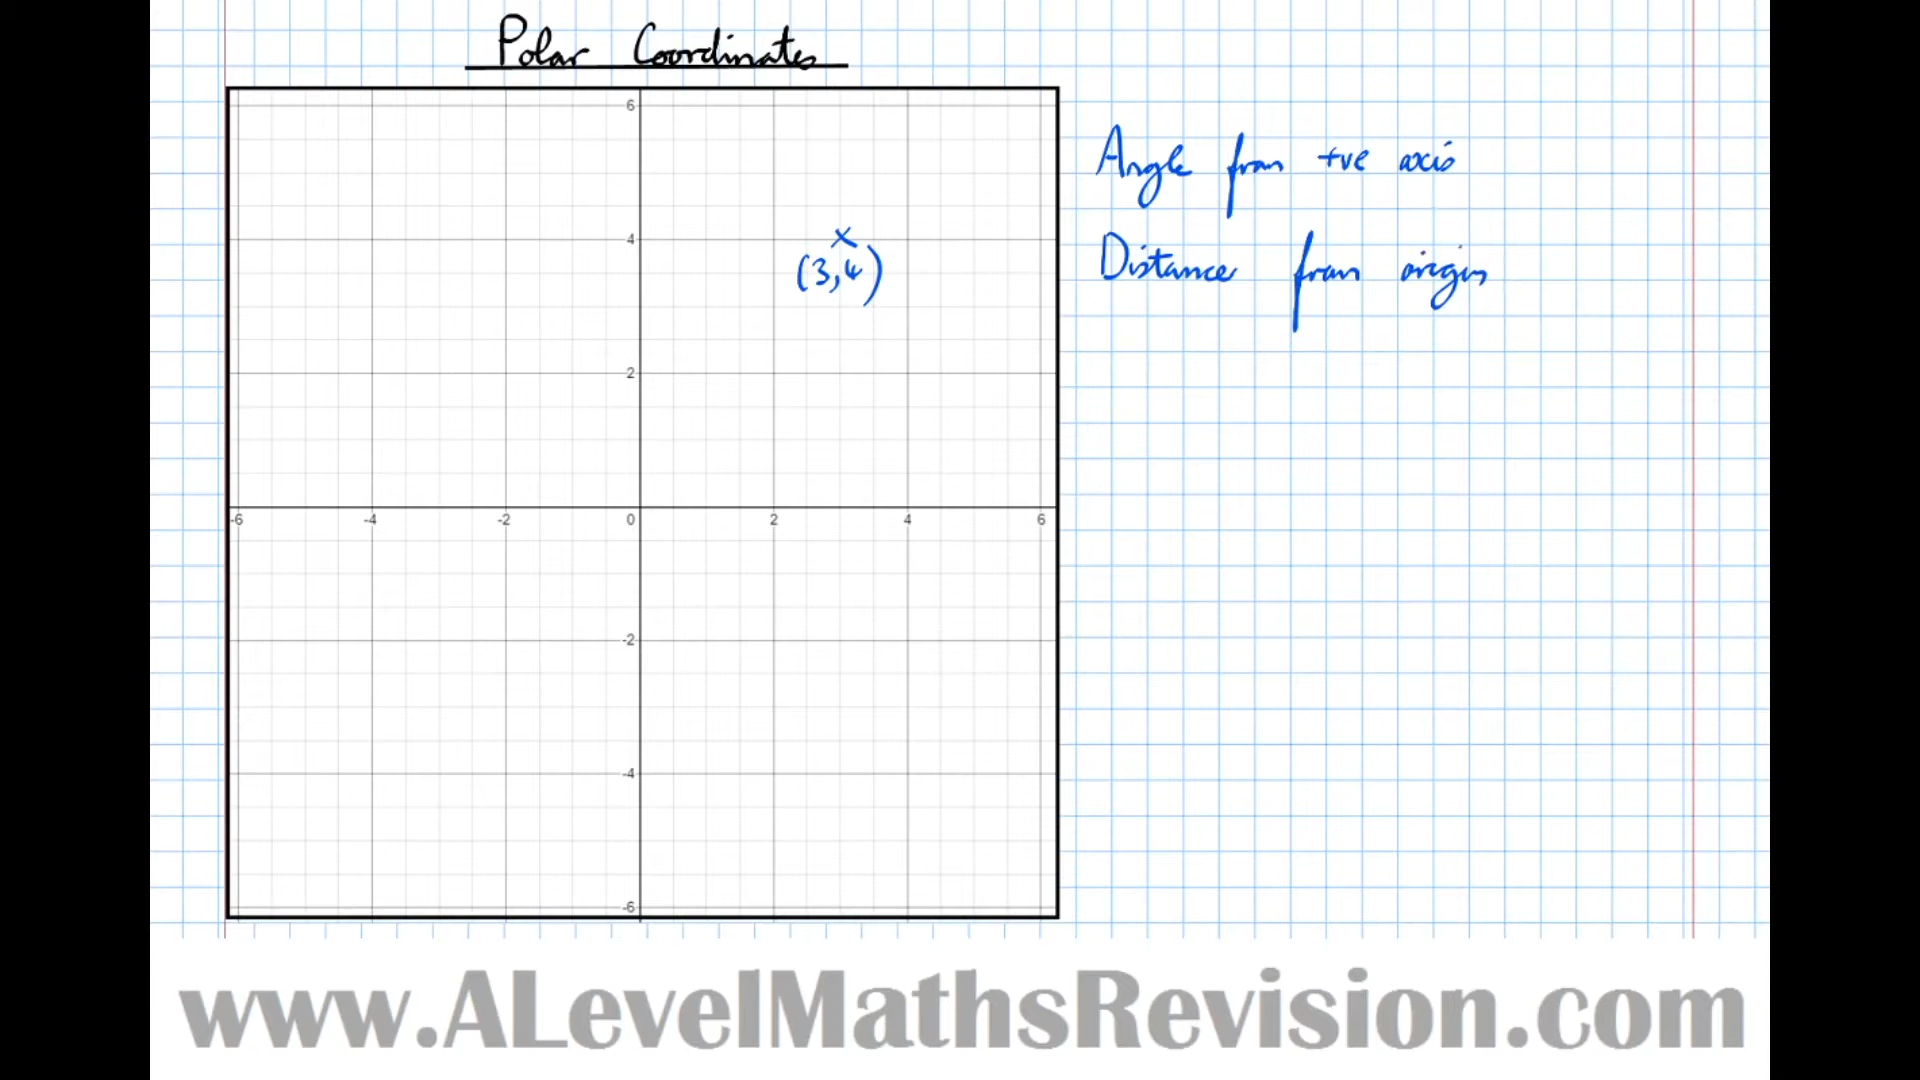 Polar Coordinates
6
Angle from +ve axis
4
(3,4)
Distance from origin
2
-6 -4 -2 0 2 4 6
-2
-4
-6
www.ALevelMathsRevision.com